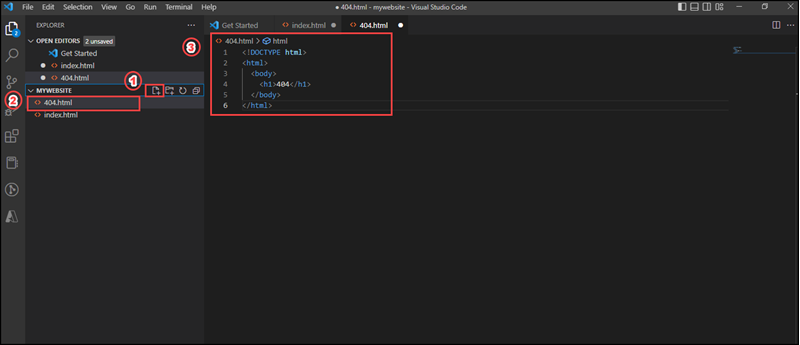 File Edit Selection View Go Run Terminal Help
● 404.html - mywebsite - Visual Studio Code
EXPLORER ...
Get Started
index.html
404.html
OPEN EDITORS 2 unsaved
Get Started
index.html
404.html
MYWEBSITE
404.html
index.html
1
2
2
3
404.html > html
1 <!DOCTYPE html>
2 <html>
3 <body>
4 <h1>404</h1>
5 </body>
6 </html>